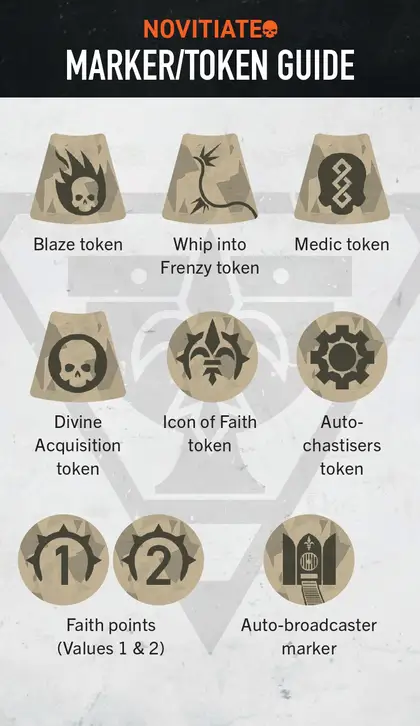 NOVITIATE
MARKER/TOKEN GUIDE
Blaze token
Whip into
Frenzy token
Medic token
Divine
Acquisition
token
Icon of Faith
token
Auto-
chastisers
token
1
2
Faith points
(Values 1 & 2)
Auto-broadcaster
marker